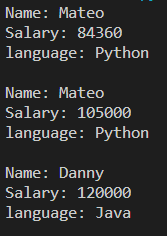 Name: Mateo
Salary: 84360
language: Python

Name: Mateo
Salary: 105000
language: Python

Name: Danny
Salary: 120000
language: Java